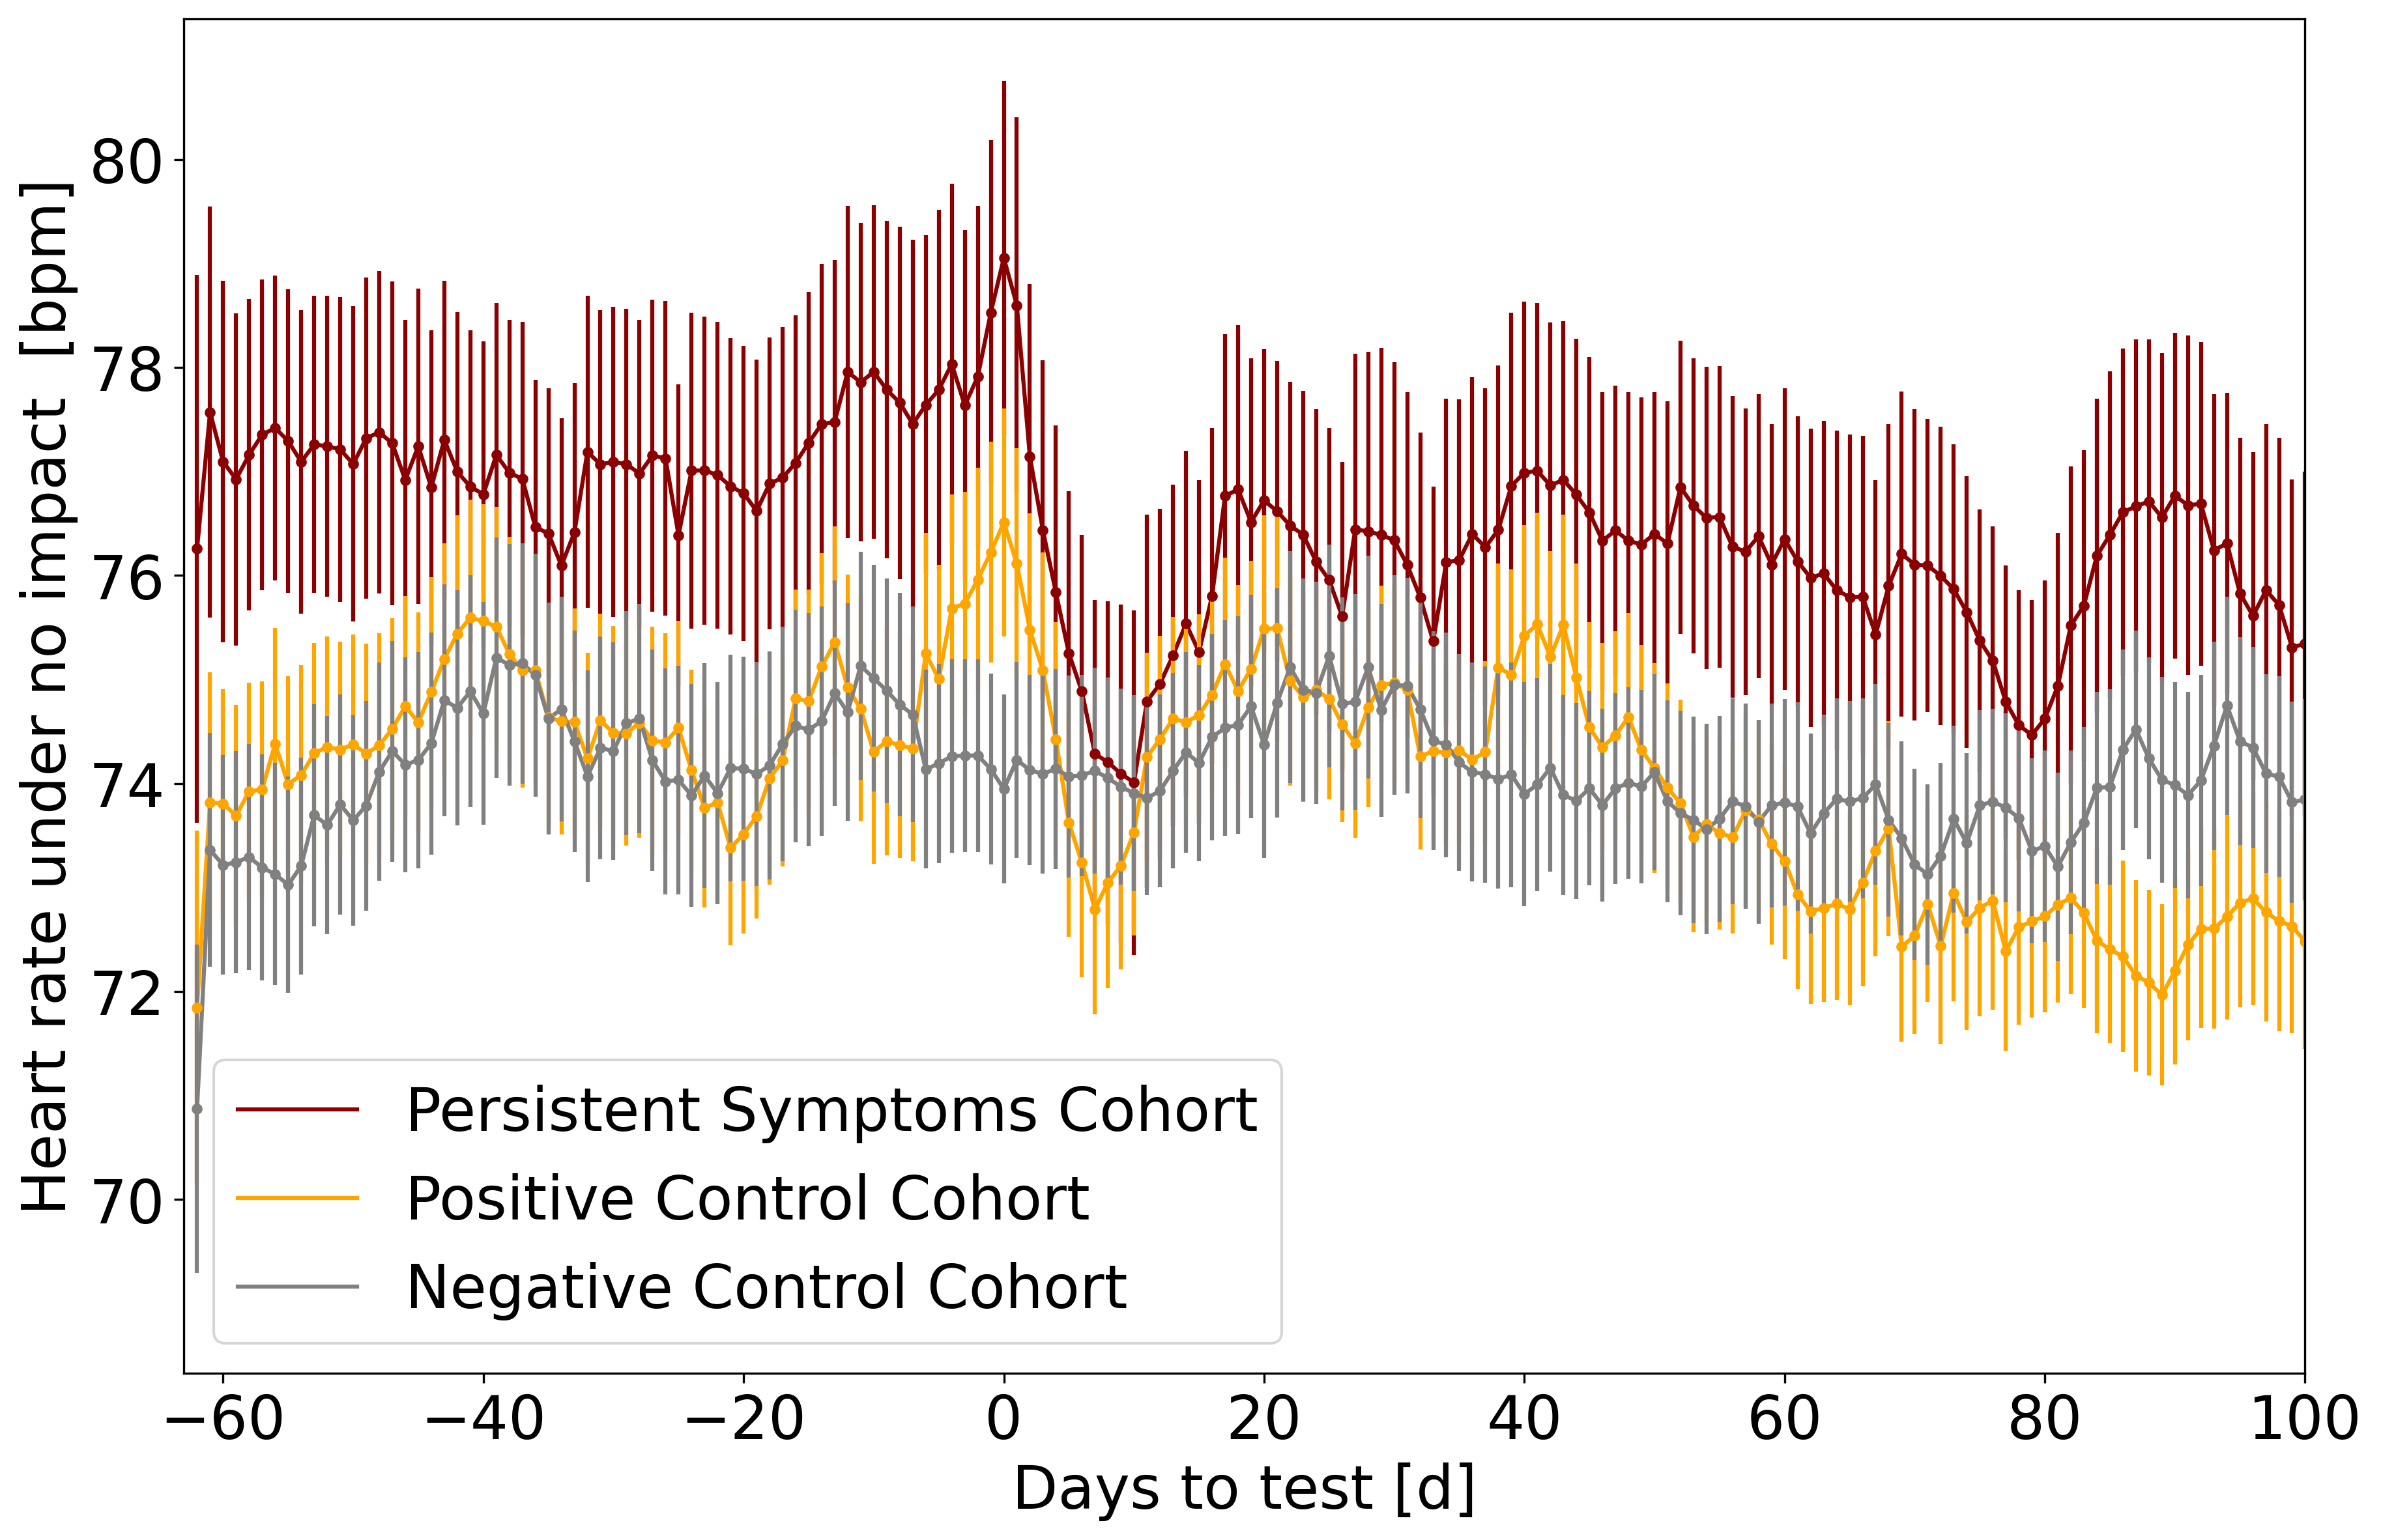 Heart rate under no impact  [bpm]
80
78
76
74
72
70
Persistent Symptoms Cohort
Positive Control Cohort
Negative Control Cohort
−60 −40 −20 0 20 40 60 80 100
Days to test [d]